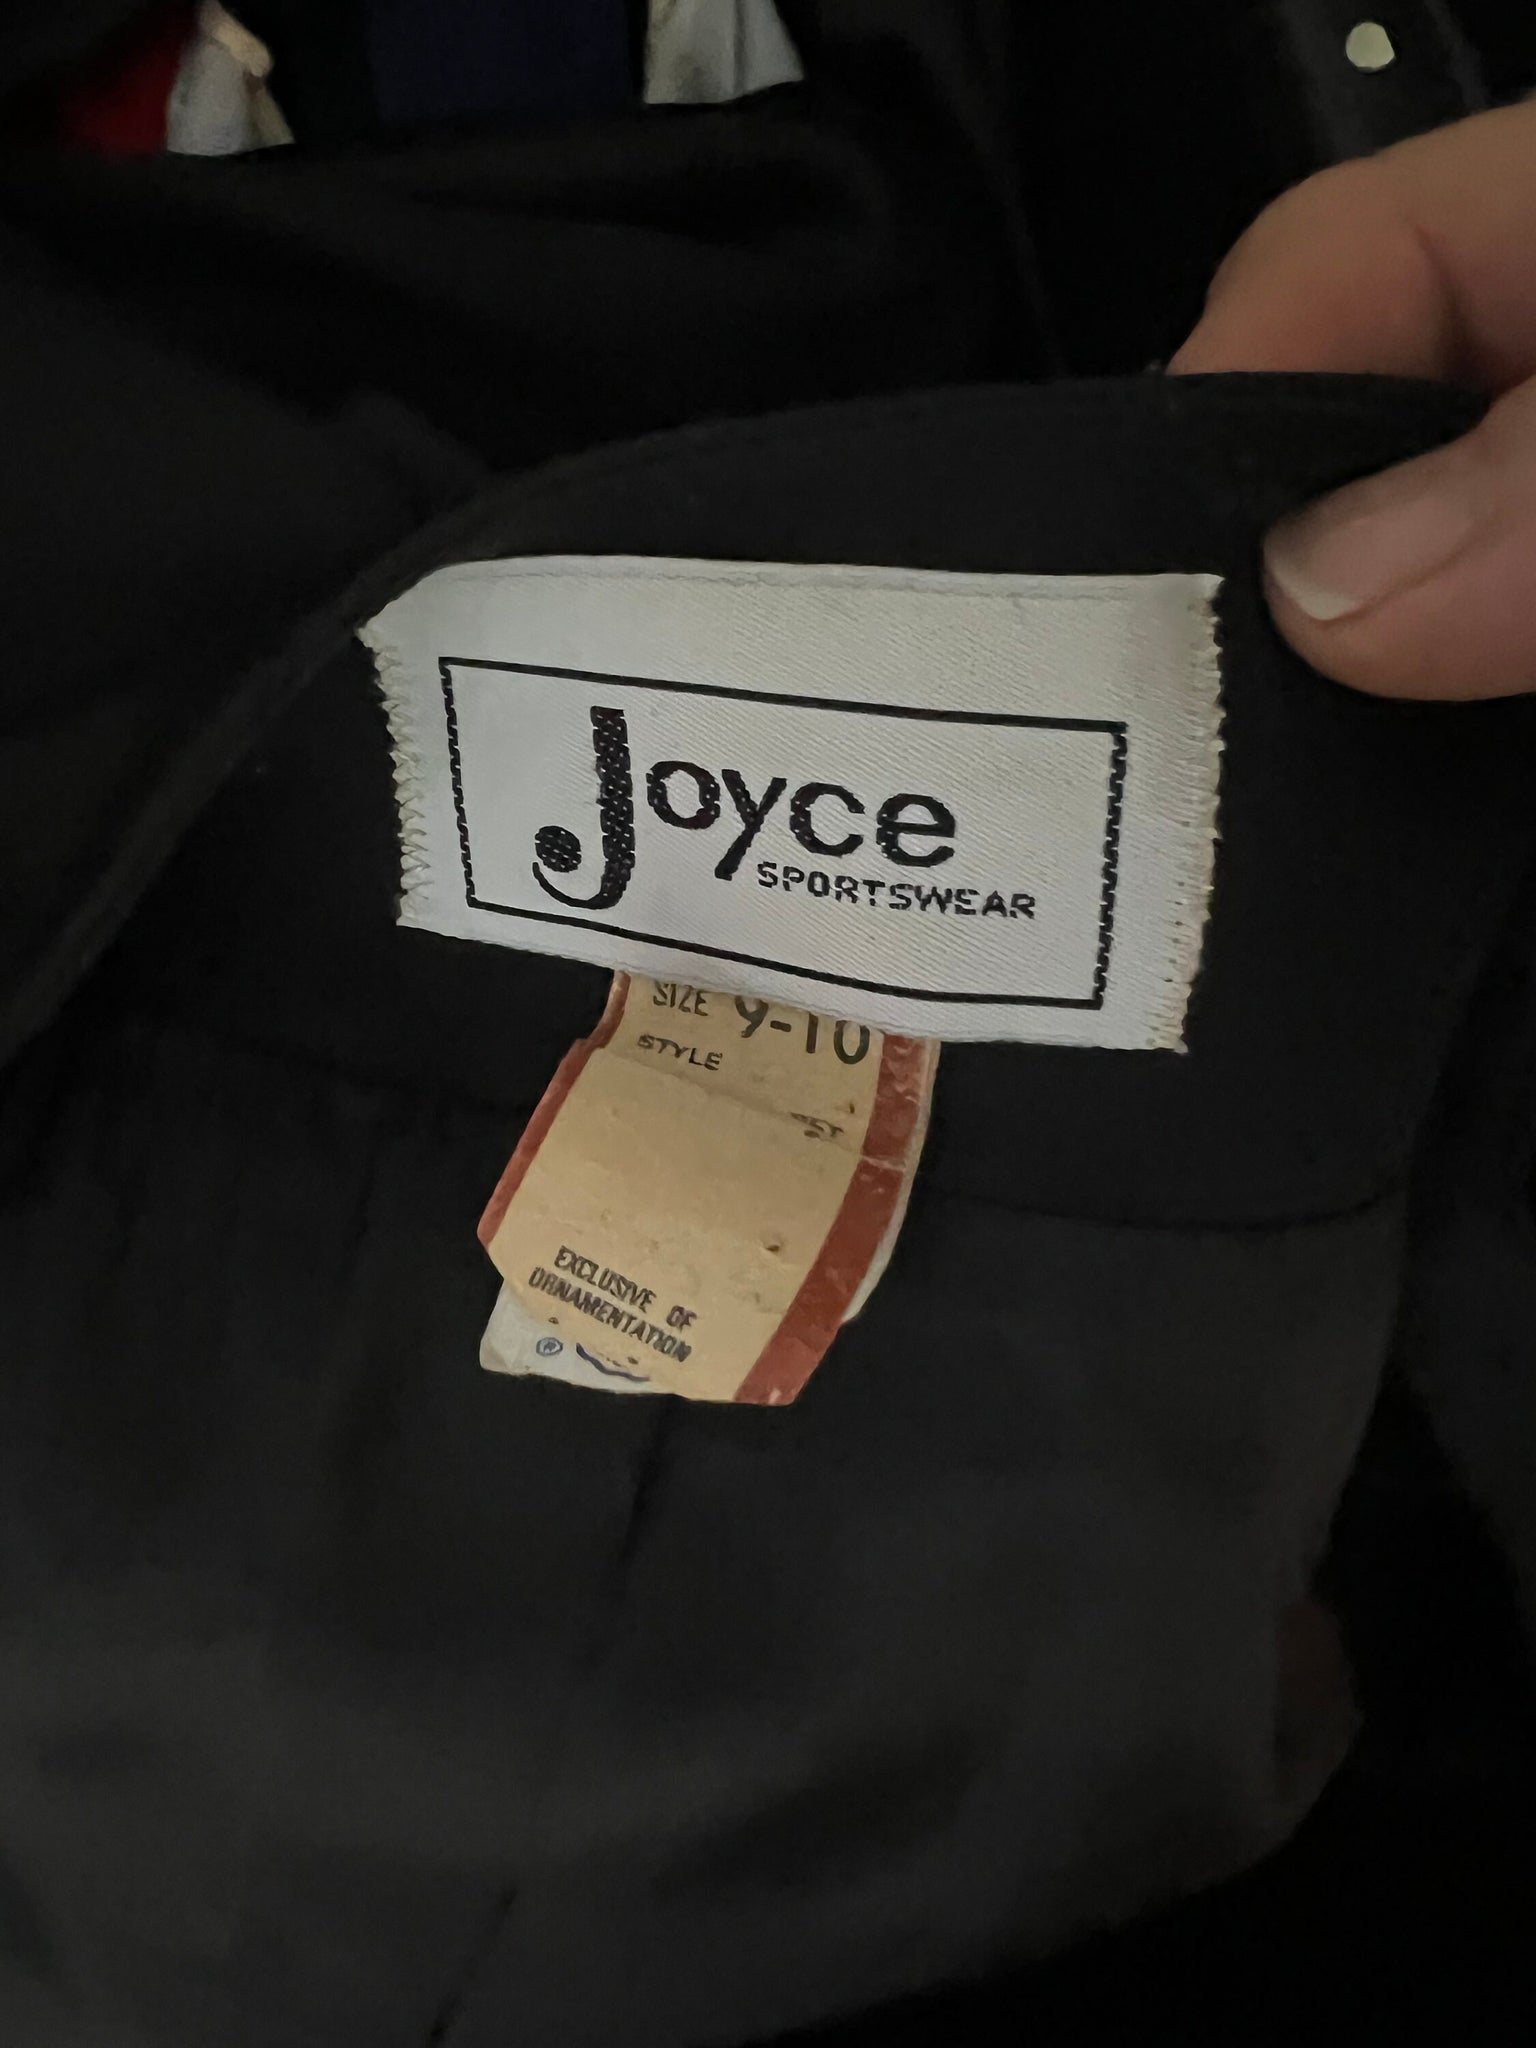 Joyce
SPORTSWEAR
SIZE 9-10
STYLE
EXCLUSIVE OF
ORNAMENTATION
®